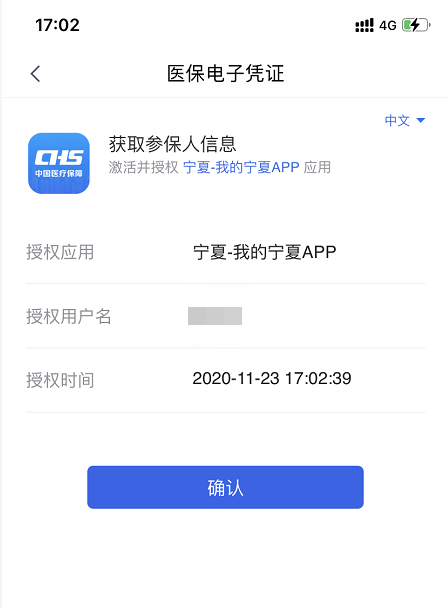 17:02
4G
医保电子凭证
中文
CHS
中国医疗保障
获取参保人信息
激活并授权 宁夏-我的宁夏APP 应用
授权应用 宁夏-我的宁夏APP
授权用户名
授权时间 2020-11-23 17:02:39
确认